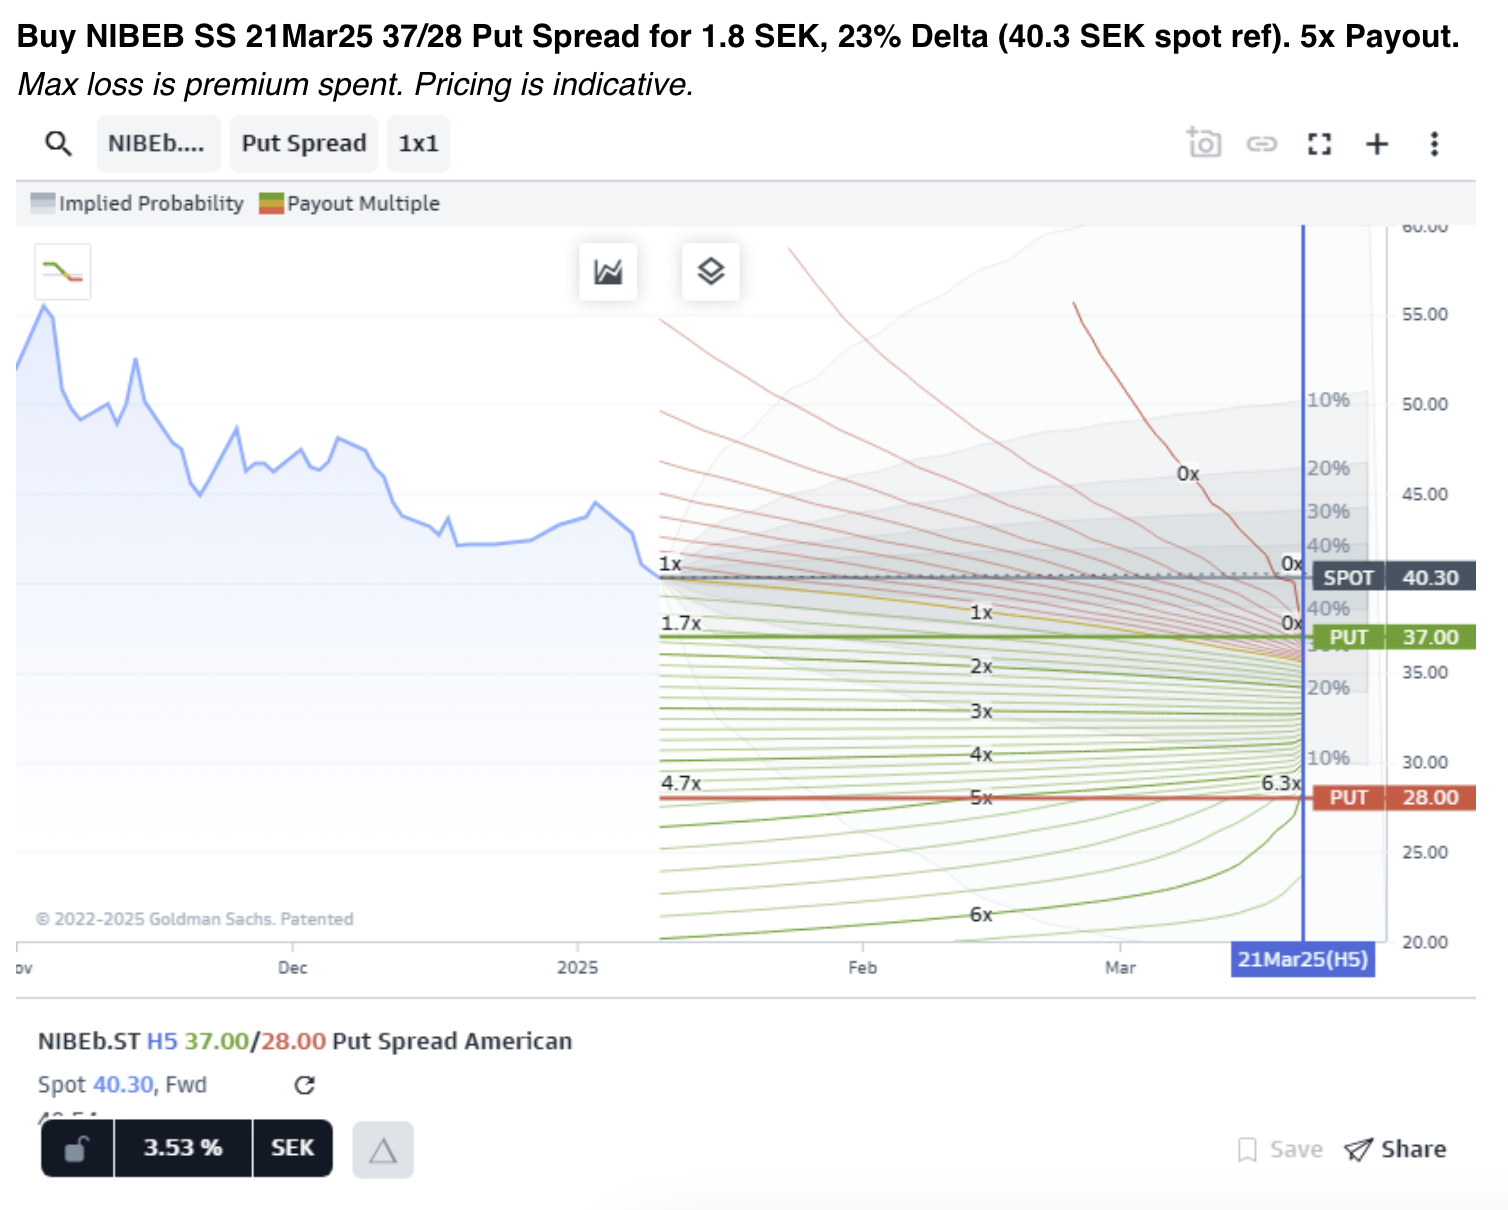 Buy NIBEB SS 21Mar25 37/28 Put Spread for 1.8 SEK, 23% Delta (40.3 SEK spot ref). 5x Payout.
Max loss is premium spent. Pricing is indicative.
NIBEb.... Put Spread 1x1
Implied Probability Payout Multiple
60.00
55.00
10% 50.00
20%
0x
45.00
30%
40%
1x 0x
SPOT 40.30
40%
1x
1.7x 0x
PUT 37.00
2x 35.00
20%
3x
4x
10% 30.00
4.7x 6.3x
5x PUT 28.00
25.00
6x
© 2022-2025 Goldman Sachs. Patented
20.00
ov Dec 2025 Feb Mar
21Mar25(H5)
NIBEb.ST H5 37.00/28.00 Put Spread American
Spot 40.30, Fwd
3.53 % SEK
Save Share